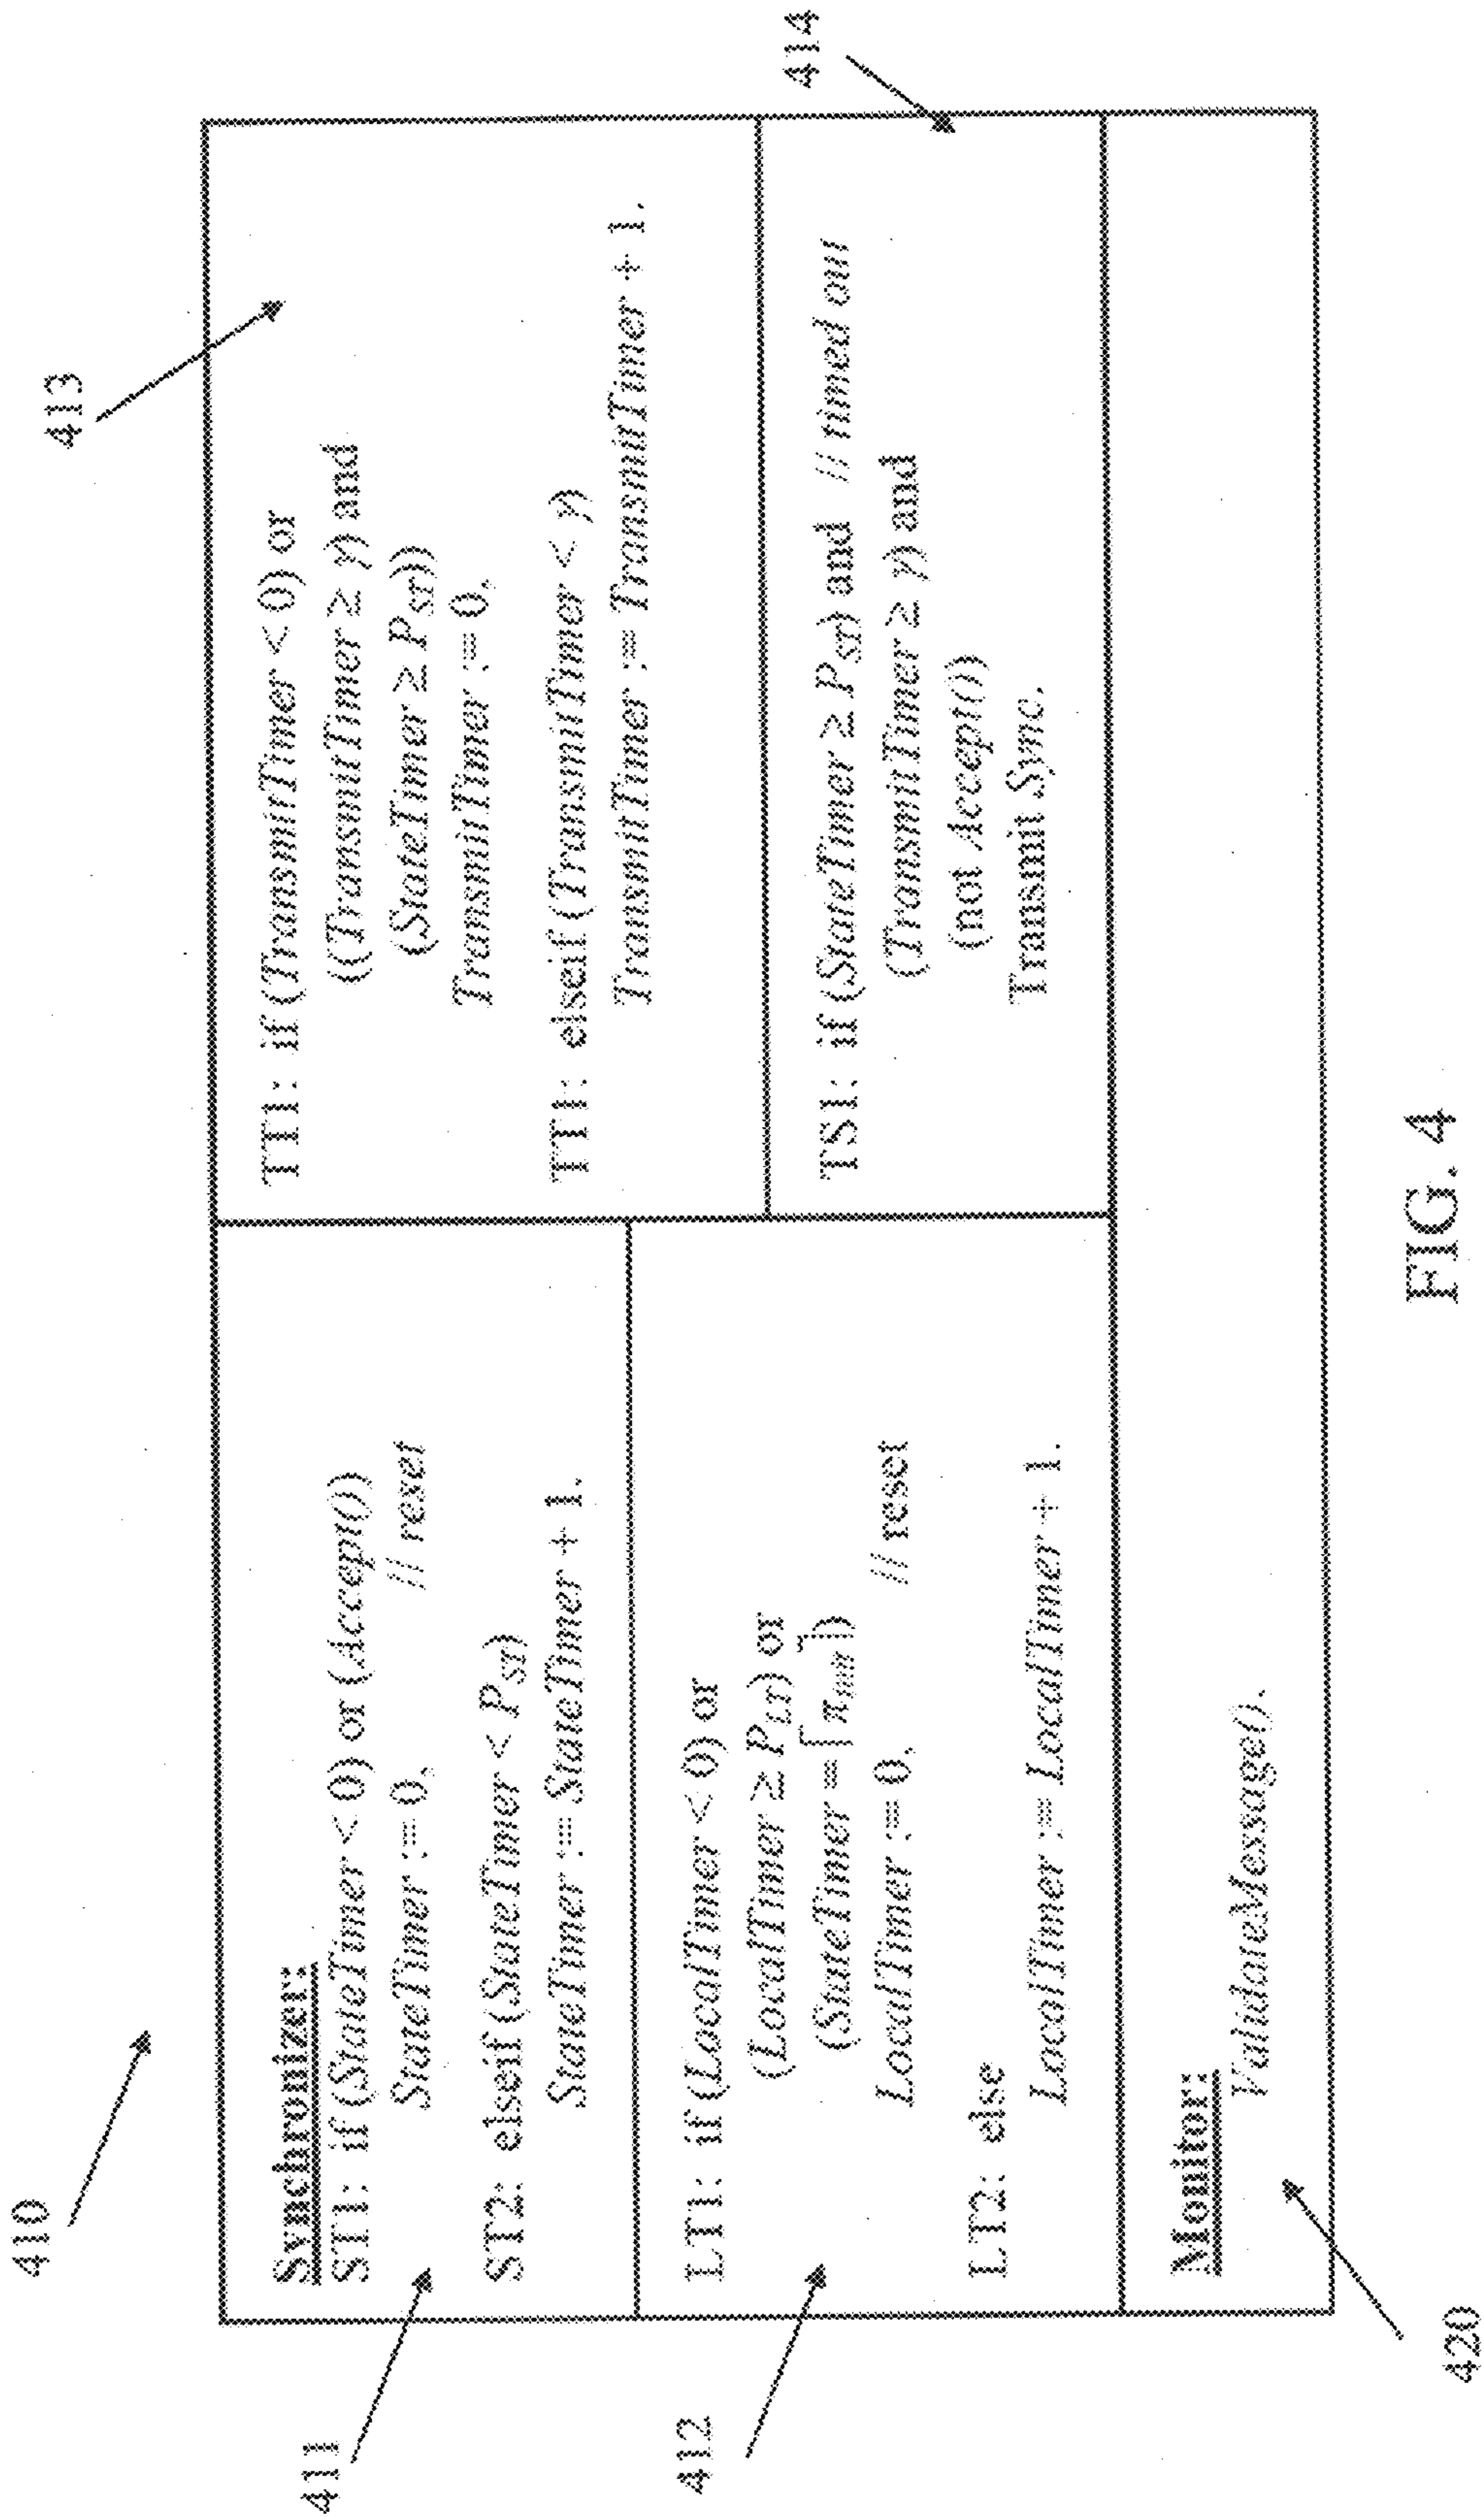 410
413
411
Synchronizer:
ST1: if (StateTimer < 0) or (Accept())
StateTimer := 0, // reset
ST2: elseif (StateTimer < P_ST)
StateTimer := StateTimer + 1.
412
LT1: if (LocalTimer < 0) or
(LocalTimer ≥ P_LT) or
(StateTimer = ⌈π_init⌉)
LocalTimer := 0, // reset
LT2: else
LocalTimer := LocalTimer + 1.
TT1: if (TransmitTimer < 0) or
((TransmitTimer ≥ γ) and
(StateTimer ≥ P_ST))
TransmitTimer := 0,
TT1: elseif (TransmitTimer < γ)
TransmitTimer := TransmitTimer + 1.
414
TS1: if (StateTimer ≥ P_ST) and // timed out
(TransmitTimer ≥ γ) and
(not Accept())
Transmit Sync.
Monitor:
ValidateMessage().
420
FIG. 4